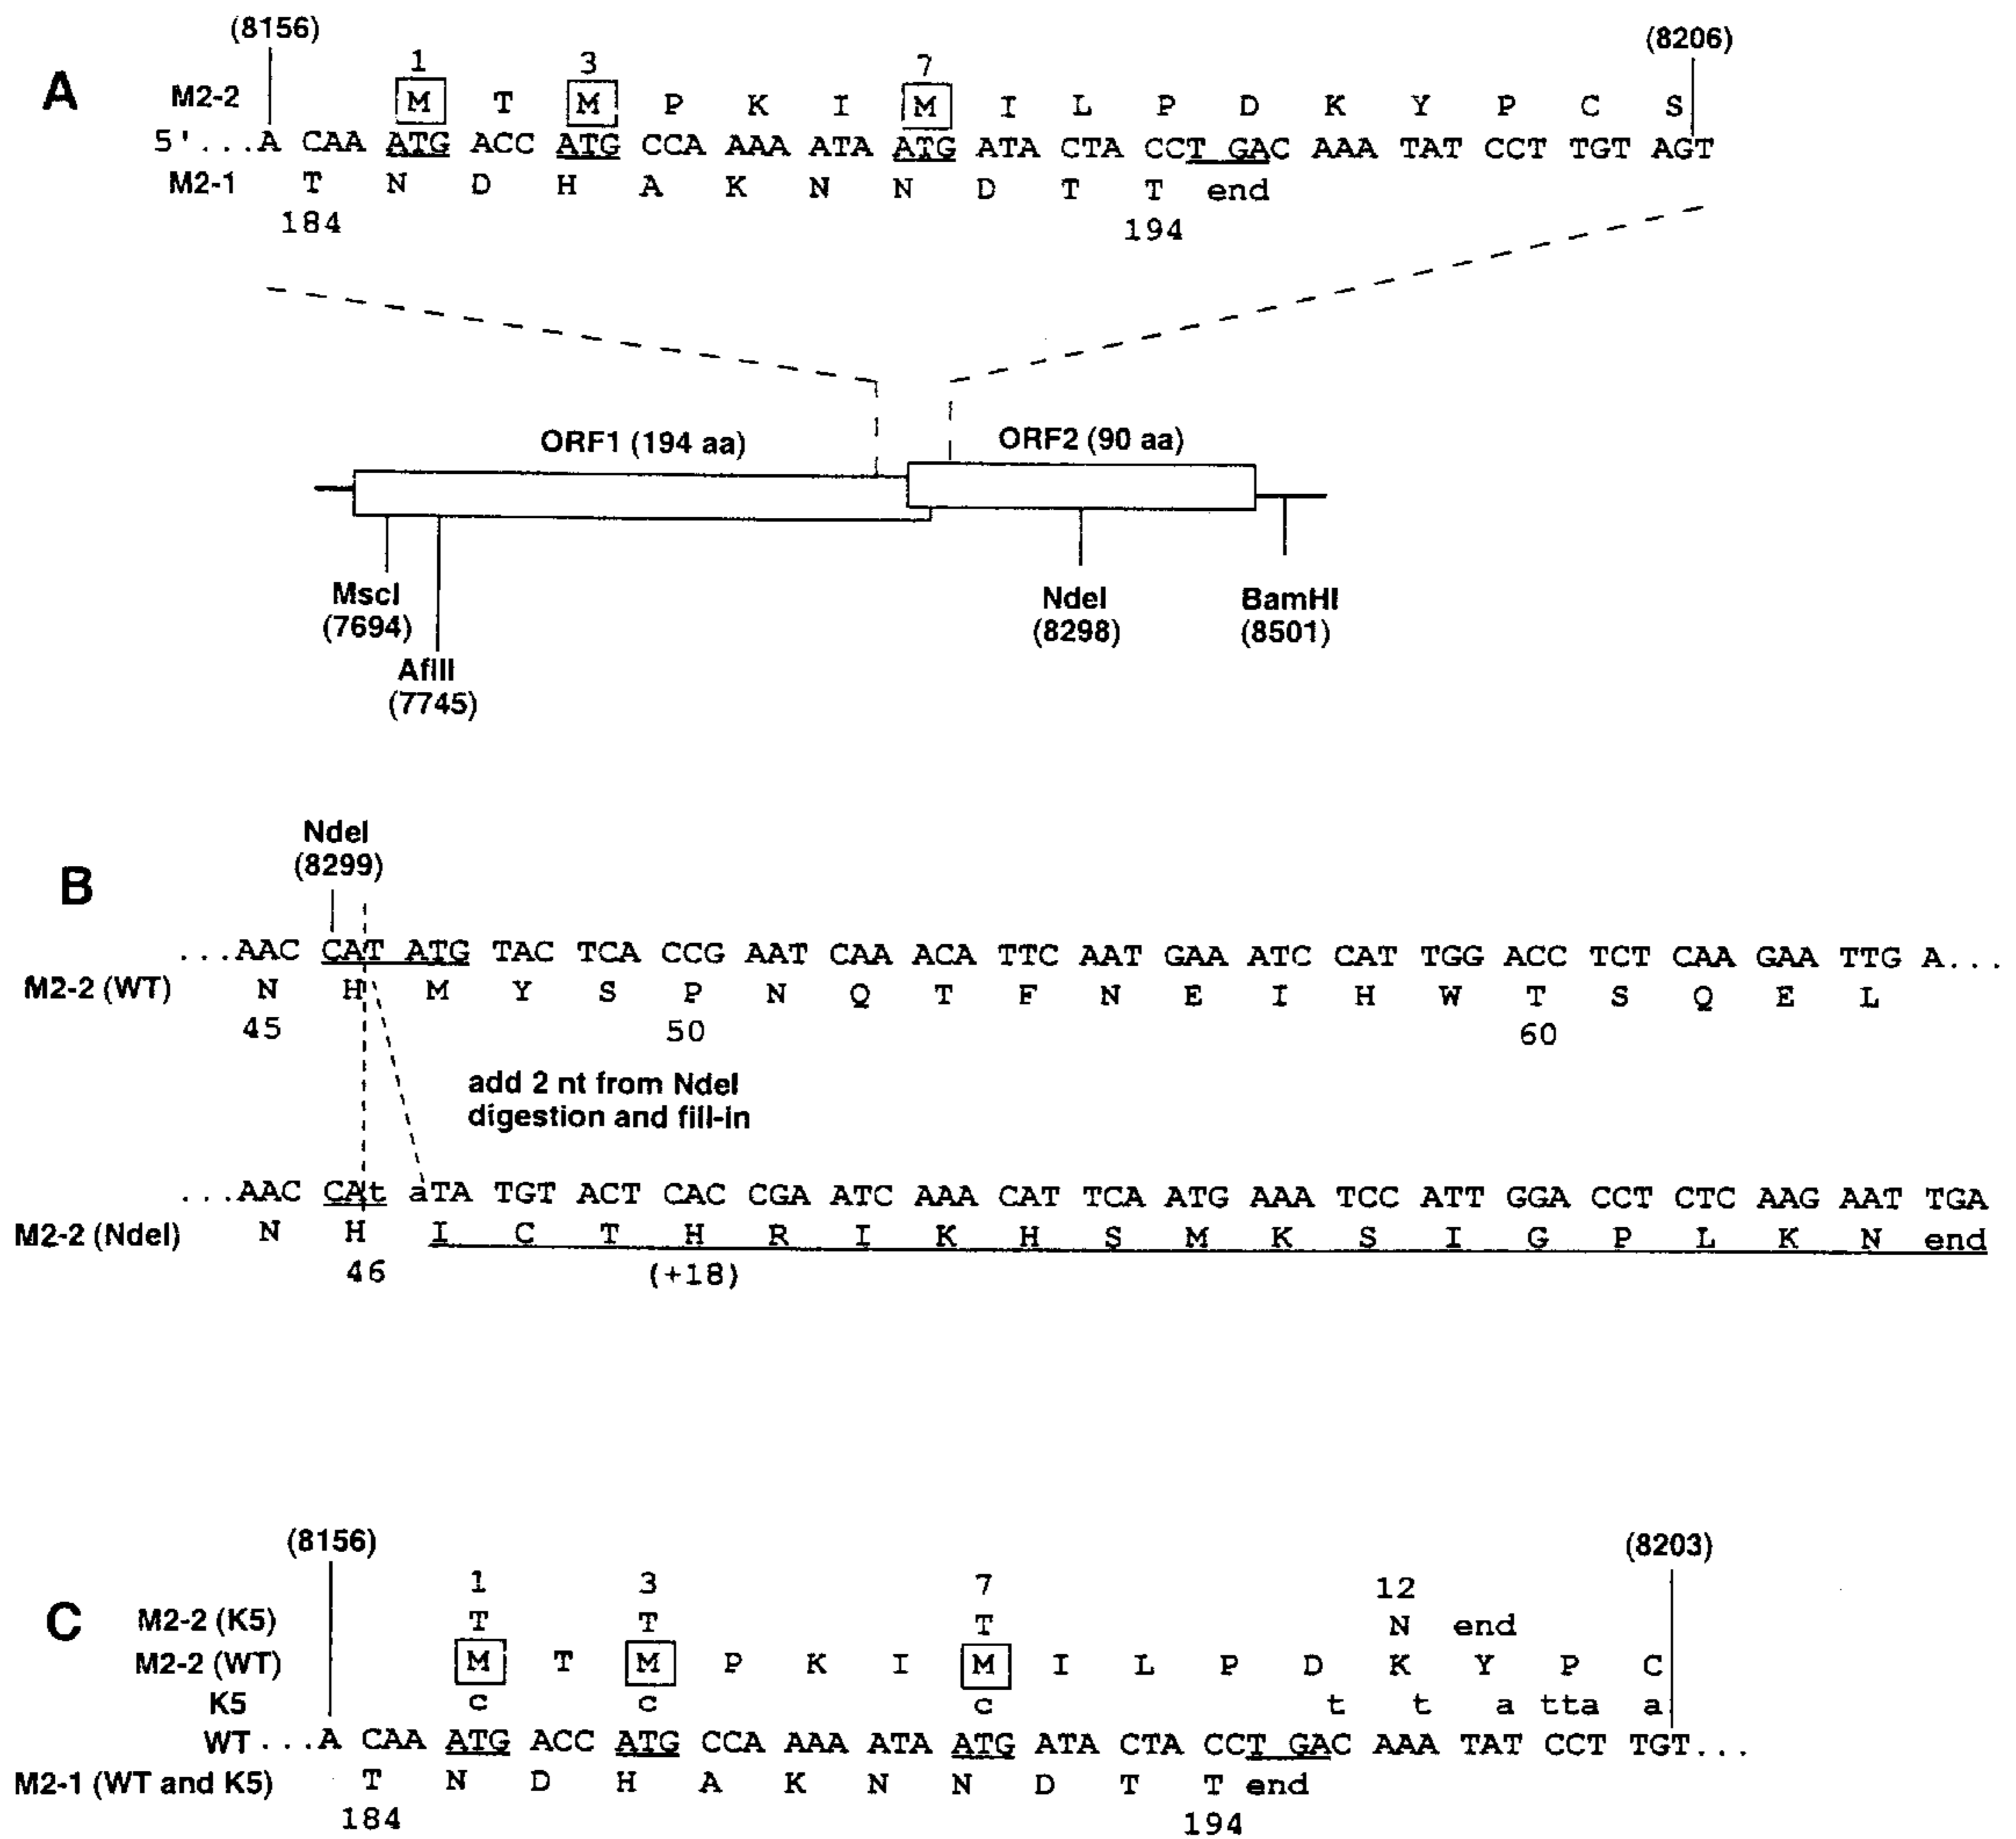 (8156) (8206)
A
1 3 7
M2-2 M T M P K I M I L P D K Y P C S
5'...A CAA ATG ACC ATG CCA AAA ATA ATG ATA CTA CCT GAC AAA TAT CCT TGT AGT
M2-1 T N D H A K N N D T T end
184 194
ORF1 (194 aa) ORF2 (90 aa)
MscI
(7694)
AflII
(7745)
NdeI
(8298)
BamHI
(8501)
B
NdeI
(8299)
...AAC CAT ATG TAC TCA CCG AAT CAA ACA TTC AAT GAA ATC CAT TGG ACC TCT CAA GAA TTG A...
M2-2 (WT) N H M Y S P N Q T F N E I H W T S Q E L
45 50 60
add 2 nt from NdeI
digestion and fill-in
...AAC CAt aTA TGT ACT CAC CGA ATC AAA CAT TCA ATG AAA TCC ATT GGA CCT CTC AAG AAT TGA
M2-2 (NdeI) N H I C T H R I K H S M K S I G P L K N end
46 (+18)
C
(8156) (8203)
1 3 7 12
M2-2 (K5) T T T N end
M2-2 (WT) M T M P K I M I L P D K Y P C
K5 c c c t t a tta a
WT...A CAA ATG ACC ATG CCA AAA ATA ATG ATA CTA CCT GAC AAA TAT CCT TGT...
M2-1 (WT and K5) T N D H A K N N D T T end
184 194